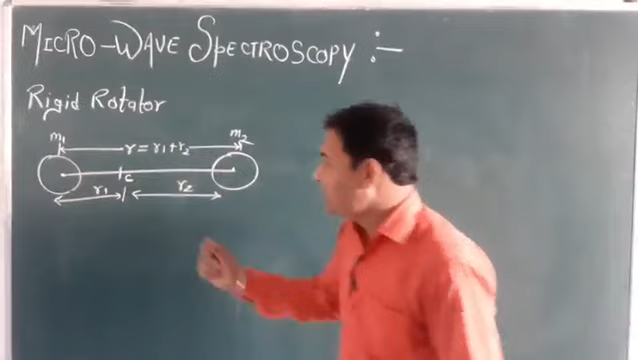 MICRO-WAVE SPECTROSCOPY :-
Rigid Rotator
m1 r = r1 + r2 m2
c
r1 r2